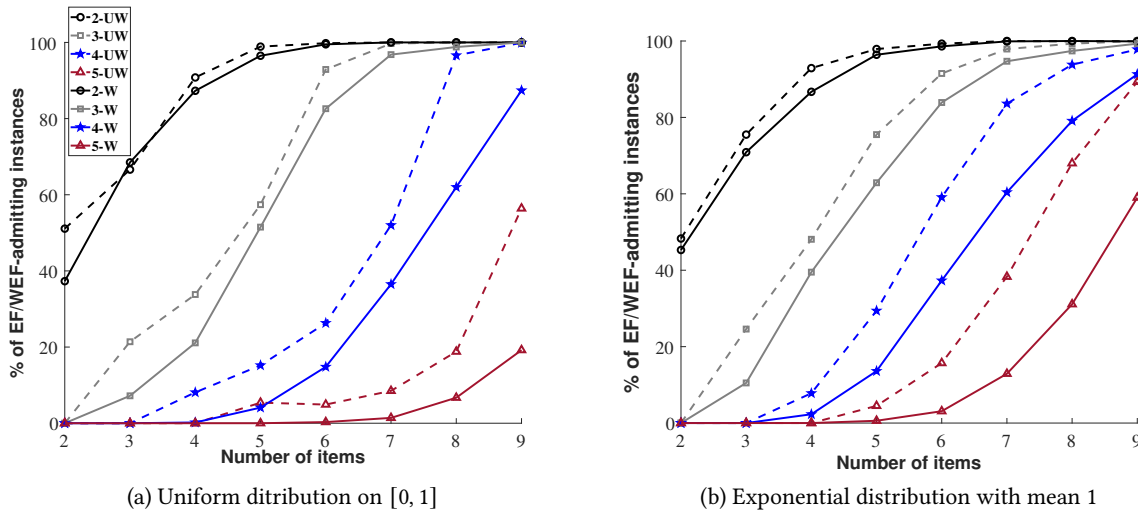 2-UW
3-UW
4-UW
5-UW
2-W
3-W
4-W
5-W
% of EF/WEF-admitting instances
100
80
60
40
20
0
2 3 4 5 6 7 8 9
Number of items
(a) Uniform ditribution on [0, 1]
% of EF/WEF-admitting instances
100
80
60
40
20
0
2 3 4 5 6 7 8 9
Number of items
(b) Exponential distribution with mean 1